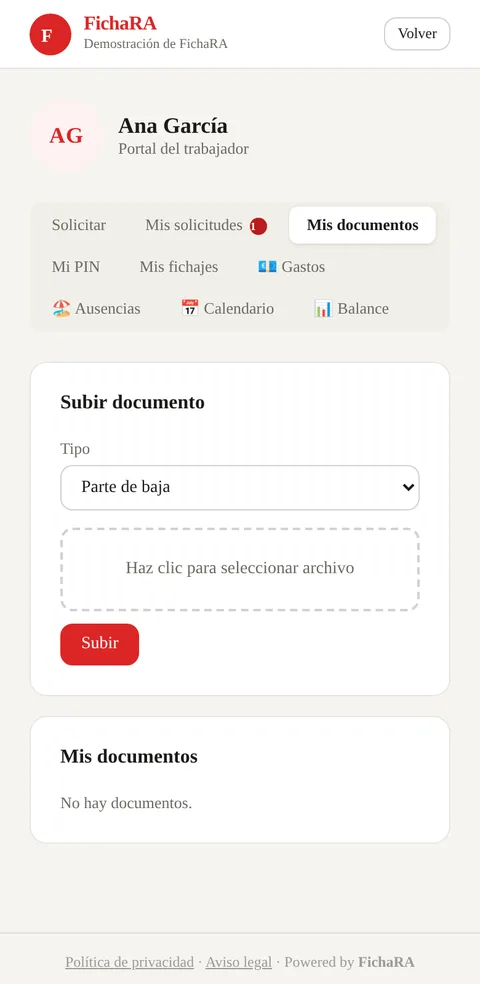 F
FichaRA
Demostración de FichaRA
Volver
AG
Ana García
Portal del trabajador
Solicitar
Mis solicitudes 1
Mis documentos
Mi PIN
Mis fichajes
💶 Gastos
🏖️ Ausencias
📅 Calendario
📊 Balance
Subir documento
Tipo
Parte de baja
Haz clic para seleccionar archivo
Subir
Mis documentos
No hay documentos.
Política de privacidad · Aviso legal · Powered by FichaRA